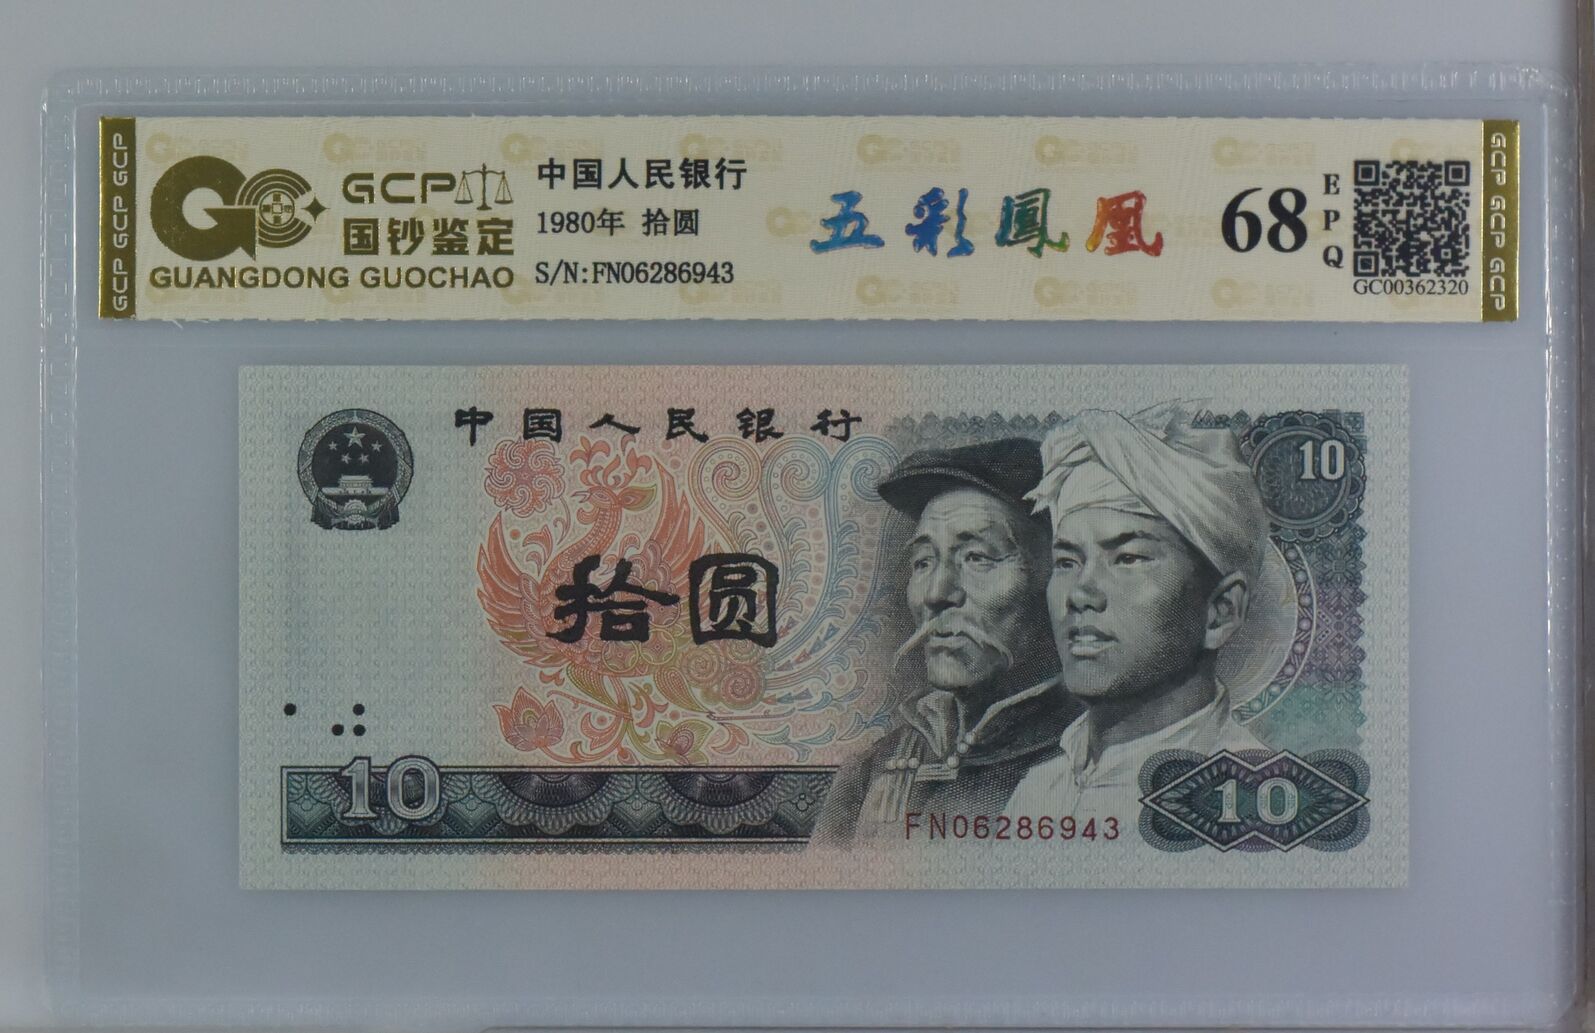 GCP GCP GCP
GCP
国钞鉴定
GUANGDONG GUOCHAO
中国人民银行
1980年 拾圆
S/N:FN06286943
五彩鳳凰
68
EPQ
GC00362320
GCP GCP GCP
中国人民银行
10
拾圆
10
FN06286943
10